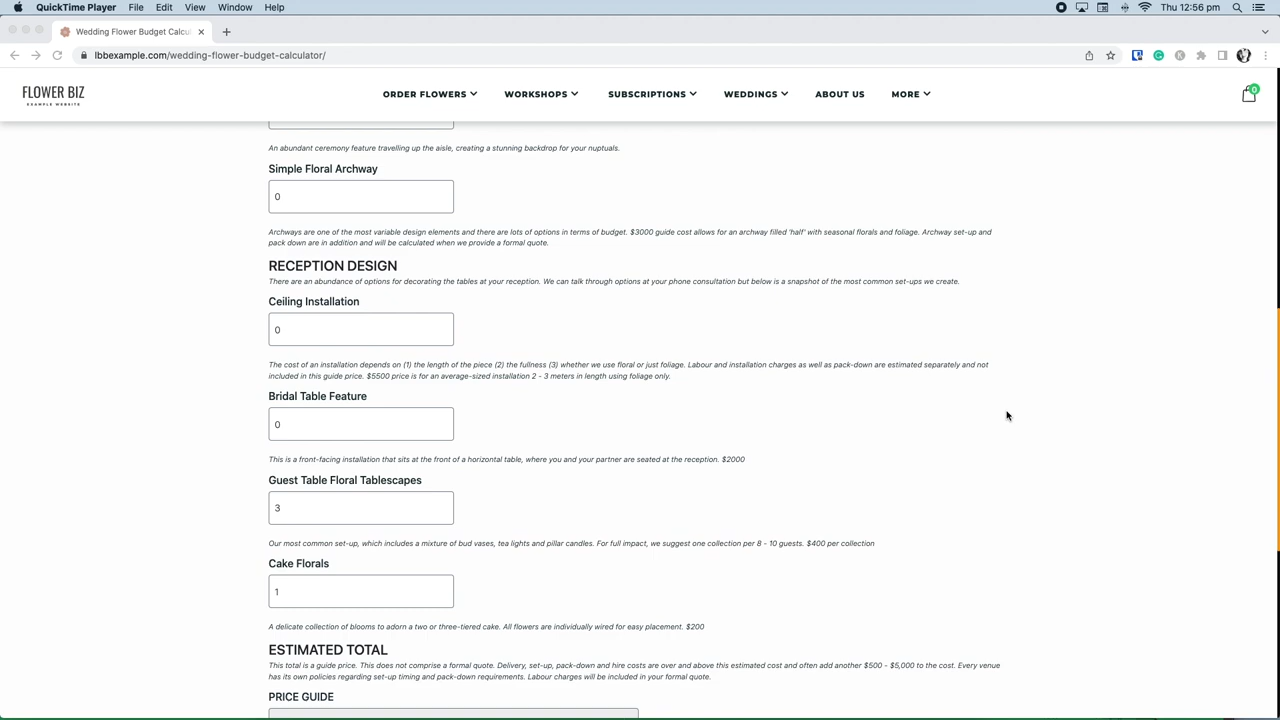 QuickTime Player File Edit View Window Help Thu 12:56 pm
Wedding Flower Budget Calcul
lbbexample.com/wedding-flower-budget-calculator/
FLOWER BIZ
EXAMPLE WEBSITE
ORDER FLOWERS WORKSHOPS SUBSCRIPTIONS WEDDINGS ABOUT US MORE 0
An abundant ceremony feature travelling up the aisle, creating a stunning backdrop for your nuptuals.
Simple Floral Archway
0
Archways are one of the most variable design elements and there are lots of options in terms of budget. $3000 guide cost allows for an archway filled 'half' with seasonal florals and foliage. Archway set-up and
pack down are in addition and will be calculated when we provide a formal quote.
RECEPTION DESIGN
There are an abundance of options for decorating the tables at your reception. We can talk through options at your phone consultation but below is a snapshot of the most common set-ups we create.
Ceiling Installation
0
The cost of an installation depends on (1) the length of the piece (2) the fullness (3) whether we use floral or just foliage. Labour and installation charges as well as pack-down are estimated separately and not
included in this guide price. $5500 price is for an average-sized installation 2 - 3 meters in length using foliage only.
Bridal Table Feature
0
This is a front-facing installation that sits at the front of a horizontal table, where you and your partner are seated at the reception. $2000
Guest Table Floral Tablescapes
3
Our most common set-up, which includes a mixture of bud vases, tea lights and pillar candles. For full impact, we suggest one collection per 8 - 10 guests. $400 per collection
Cake Florals
1
A delicate collection of blooms to adorn a two or three-tiered cake. All flowers are individually wired for easy placement. $200
ESTIMATED TOTAL
This total is a guide price. This does not comprise a formal quote. Delivery, set-up, pack-down and hire costs are over and above this estimated cost and often add another $500 - $5,000 to the cost. Every venue
has its own policies regarding set-up timing and pack-down requirements. Labour charges will be included in your formal quote.
PRICE GUIDE